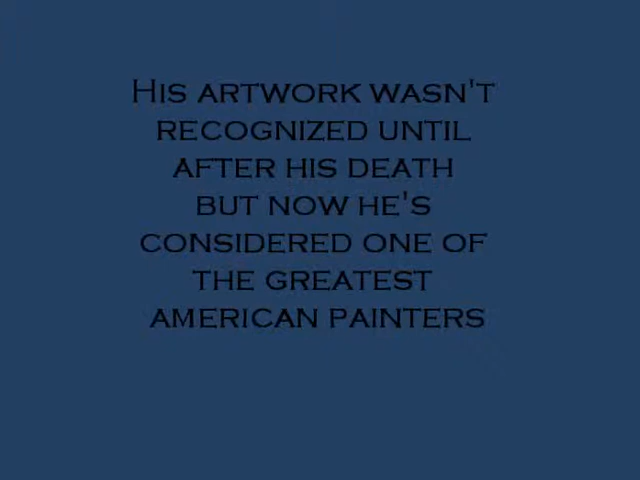 His artwork wasn't
recognized until
after his death
but now he's
considered one of
the greatest
American painters